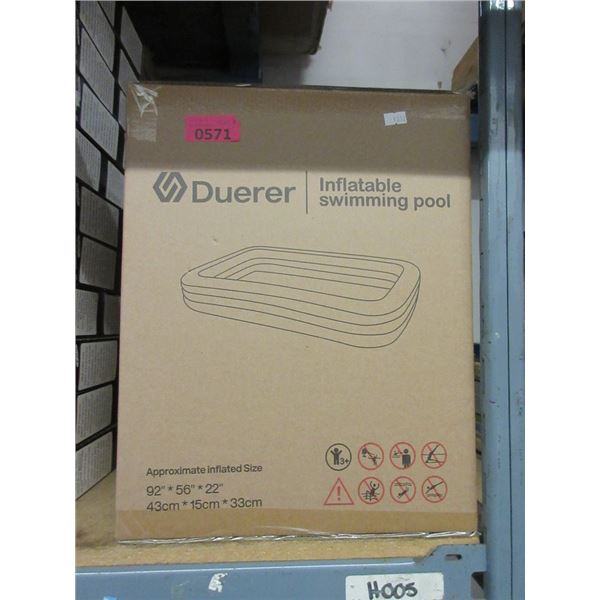 0571
Duerer
Inflatable
swimming pool
3+
Approximate inflated Size
92" * 56" * 22"
43cm * 15cm * 33cm
H005